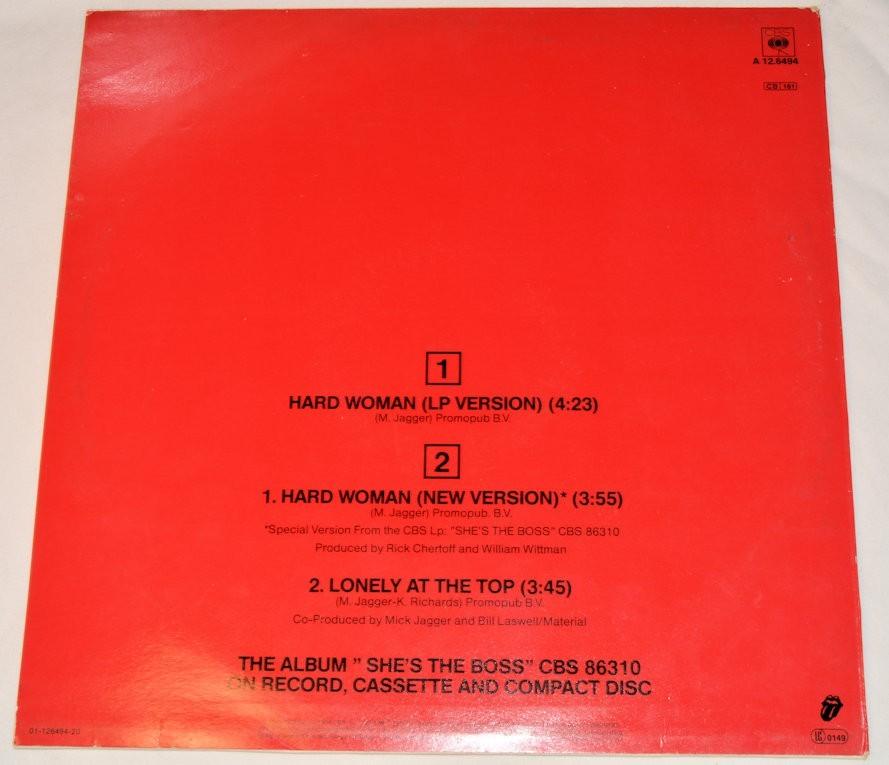 CBS
A 12.6494
CB 161
1
HARD WOMAN (LP VERSION) (4:23)
(M. Jagger) Promopub B.V.
2
1. HARD WOMAN (NEW VERSION)* (3:55)
(M. Jagger) Promopub. B.V.
*Special Version From the CBS Lp: "SHE'S THE BOSS" CBS 86310
Produced by Rick Chertoff and William Wittman
2. LONELY AT THE TOP (3:45)
(M. Jagger-K. Richards) Promopub B.V.
Co-Produced by Mick Jagger and Bill Laswell/Material
THE ALBUM " SHE'S THE BOSS" CBS 86310
ON RECORD, CASSETTE AND COMPACT DISC
01-126494-20
LC 0149